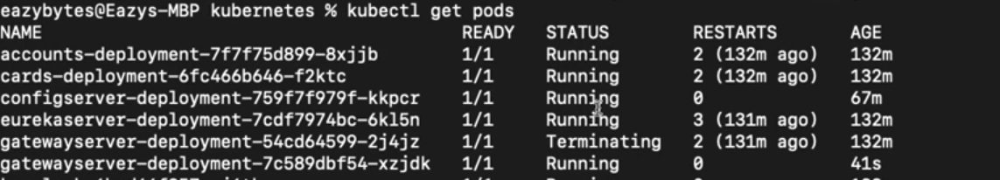 eazybytes@Eazys-MBP kubernetes % kubectl get pods
NAME READY STATUS RESTARTS AGE
accounts-deployment-7f7f75d899-8xjjb 1/1 Running 2 (132m ago) 132m
cards-deployment-6fc466b646-f2ktc 1/1 Running 2 (132m ago) 132m
configserver-deployment-759f7f979f-kkpcr 1/1 Running 0 67m
eurekaserver-deployment-7cdf7974bc-6kl5n 1/1 Running 3 (131m ago) 132m
gatewayserver-deployment-54cd64599-2j4jz 1/1 Terminating 2 (131m ago) 132m
gatewayserver-deployment-7c589dbf54-xzjdk 1/1 Running 0 41s